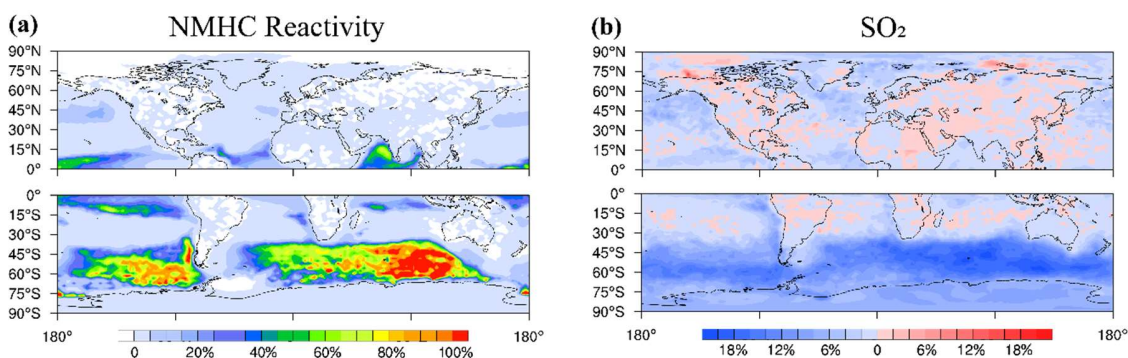 (a) NMHC Reactivity
90°N
75°N
60°N
45°N
30°N
15°N
0°
0°
15°S
30°S
45°S
60°S
75°S
90°S
180° 180°
0 20% 40% 60% 80% 100%
(b) SO₂
90°N
75°N
60°N
45°N
30°N
15°N
0°
0°
15°S
30°S
45°S
60°S
75°S
90°S
180° 180°
18% 12% 6% 0 6% 12% 18%